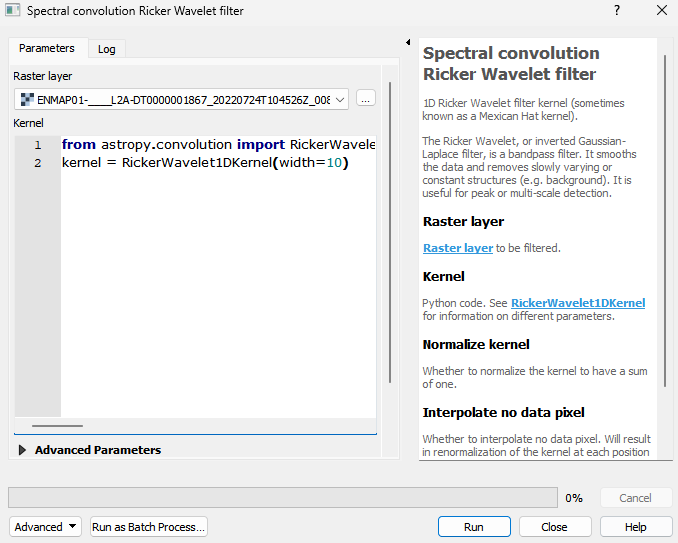 Spectral convolution Ricker Wavelet filter
?
Parameters
Log
Raster layer
ENMAP01-____L2A-DT0000001867_20220724T104526Z_008
...
Kernel
1 from astropy.convolution import RickerWavele
2 kernel = RickerWavelet1DKernel(width=10)
Advanced Parameters
Spectral convolution
Ricker Wavelet filter
1D Ricker Wavelet filter kernel (sometimes
known as a Mexican Hat kernel).
The Ricker Wavelet, or inverted Gaussian-
Laplace filter, is a bandpass filter. It smooths
the data and removes slowly varying or
constant structures (e.g. background). It is
useful for peak or multi-scale detection.
Raster layer
Raster layer to be filtered.
Kernel
Python code. See RickerWavelet1DKernel
for information on different parameters.
Normalize kernel
Whether to normalize the kernel to have a sum
of one.
Interpolate no data pixel
Whether to interpolate no data pixel. Will result
in renormalization of the kernel at each position
0%
Cancel
Advanced
Run as Batch Process...
Run
Close
Help